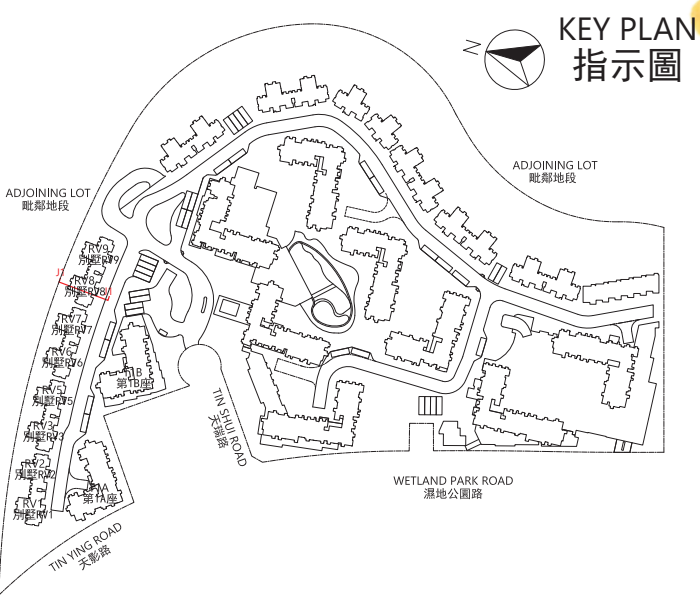 KEY PLAN
指示圖
N
ADJOINING LOT
毗鄰地段
ADJOINING LOT
毗鄰地段
RV9
別墅RV9
J1
RV8
別墅RV8
J1
RV7
別墅RV7
RV6
別墅RV6
RV5
別墅RV5
RV3
別墅RV3
RV2
別墅RV2
RV1
別墅RV1
T1B
第1B座
T1A
第1A座
TIN SHUI ROAD
天瑞路
WETLAND PARK ROAD
濕地公園路
TIN YING ROAD
天影路